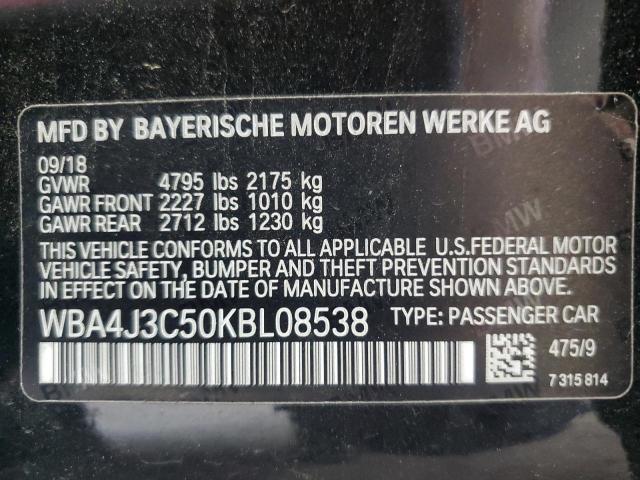 MFD BY BAYERISCHE MOTOREN WERKE AG
09/18
GVWR 4795 lbs 2175 kg
GAWR FRONT 2227 lbs 1010 kg
GAWR REAR 2712 lbs 1230 kg
THIS VEHICLE CONFORMS TO ALL APPLICABLE U.S.FEDERAL MOTOR
VEHICLE SAFETY, BUMPER AND THEFT PREVENTION STANDARDS
IN EFFECT ON THE DATE OF MANUFACTURE SHOWN ABOVE.
WBA4J3C50KBL08538 TYPE: PASSENGER CAR
475/9
7 315 814